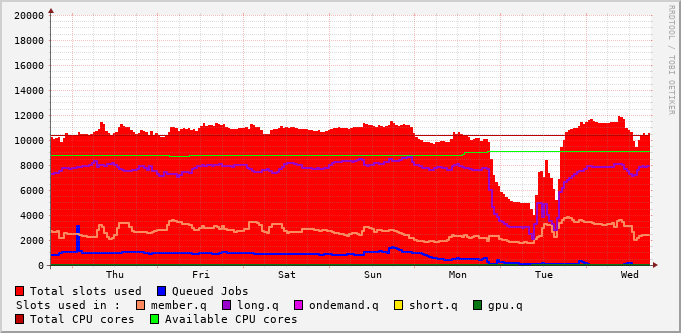 20000
18000
16000
14000
12000
10000
8000
6000
4000
2000
0
Thu Fri Sat Sun Mon Tue Wed
RRDTOOL / TOBI OETIKER
Total slots used Queued Jobs
Slots used in : member.q long.q ondemand.q short.q gpu.q
Total CPU cores Available CPU cores